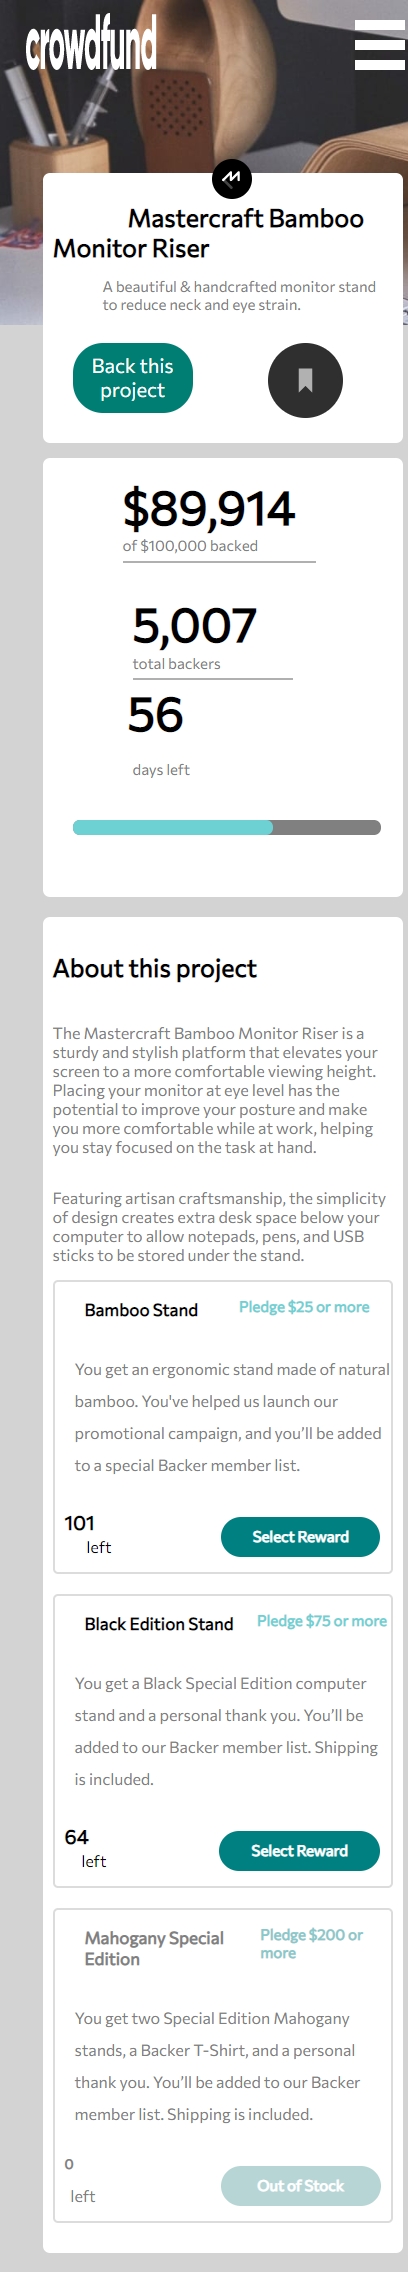 crowdfund
Mastercraft Bamboo
Monitor Riser
A beautiful & handcrafted monitor stand
to reduce neck and eye strain.
Back this
project
$89,914
of $100,000 backed
5,007
total backers
56
days left
About this project
The Mastercraft Bamboo Monitor Riser is a
sturdy and stylish platform that elevates your
screen to a more comfortable viewing height.
Placing your monitor at eye level has the
potential to improve your posture and make
you more comfortable while at work, helping
you stay focused on the task at hand.
Featuring artisan craftsmanship, the simplicity
of design creates extra desk space below your
computer to allow notepads, pens, and USB
sticks to be stored under the stand.
Bamboo Stand
Pledge $25 or more
You get an ergonomic stand made of natural
bamboo. You've helped us launch our
promotional campaign, and you’ll be added
to a special Backer member list.
101
left
Select Reward
Black Edition Stand
Pledge $75 or more
You get a Black Special Edition computer
stand and a personal thank you. You’ll be
added to our Backer member list. Shipping
is included.
64
left
Select Reward
Mahogany Special
Edition
Pledge $200 or
more
You get two Special Edition Mahogany
stands, a Backer T-Shirt, and a personal
thank you. You’ll be added to our Backer
member list. Shipping is included.
0
left
Out of Stock